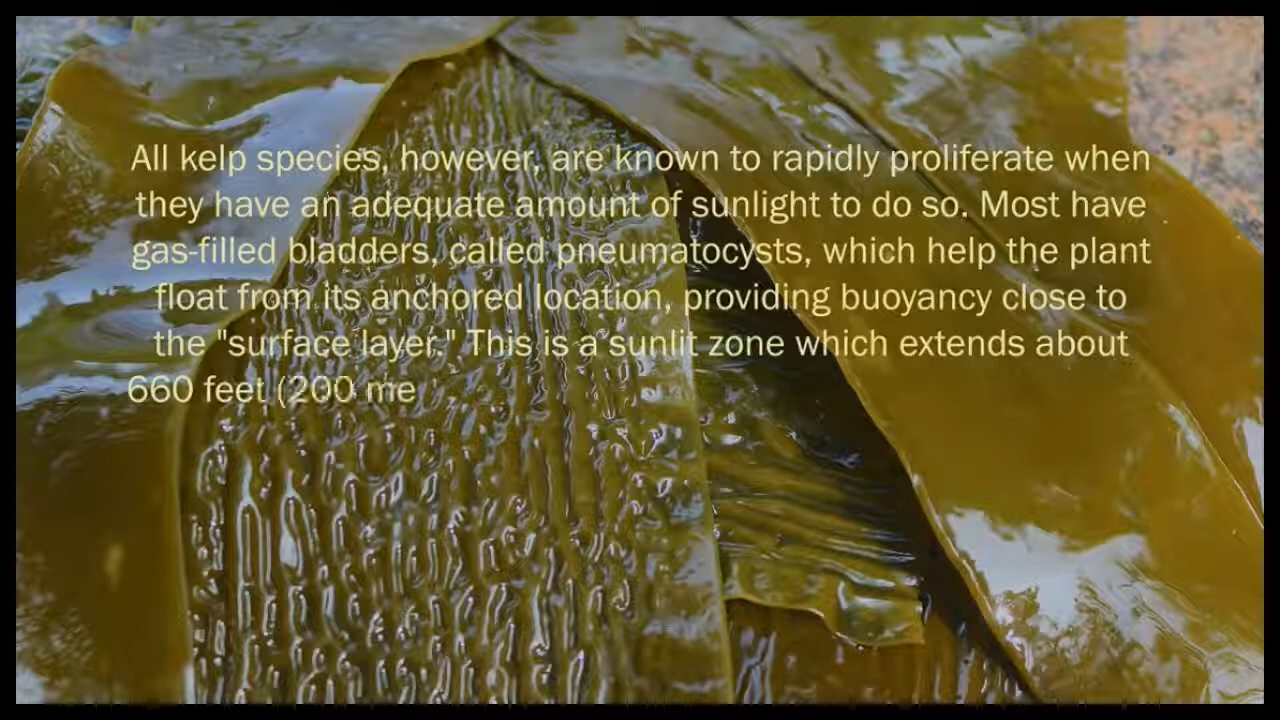 All kelp species, however, are known to rapidly proliferate when
they have an adequate amount of sunlight to do so. Most have
gas-filled bladders, called pneumatocysts, which help the plant
float from its anchored location, providing buoyancy close to
the "surface layer." This is a sunlit zone which extends about
660 feet (200 me